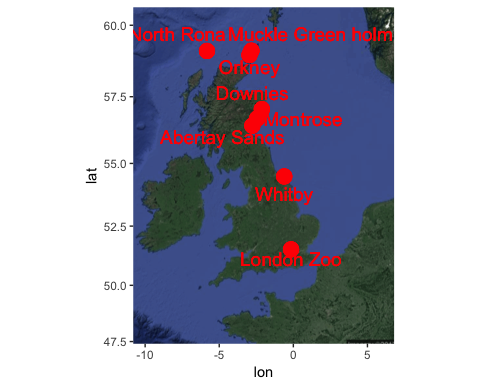 60.0
North Rona
Muckle Green holm
Orkney
57.5
Downies
Montrose
Abertay Sands
55.0
Whitby
52.5
London Zoo
50.0
47.5
-10
-5
0
5
lat
lon